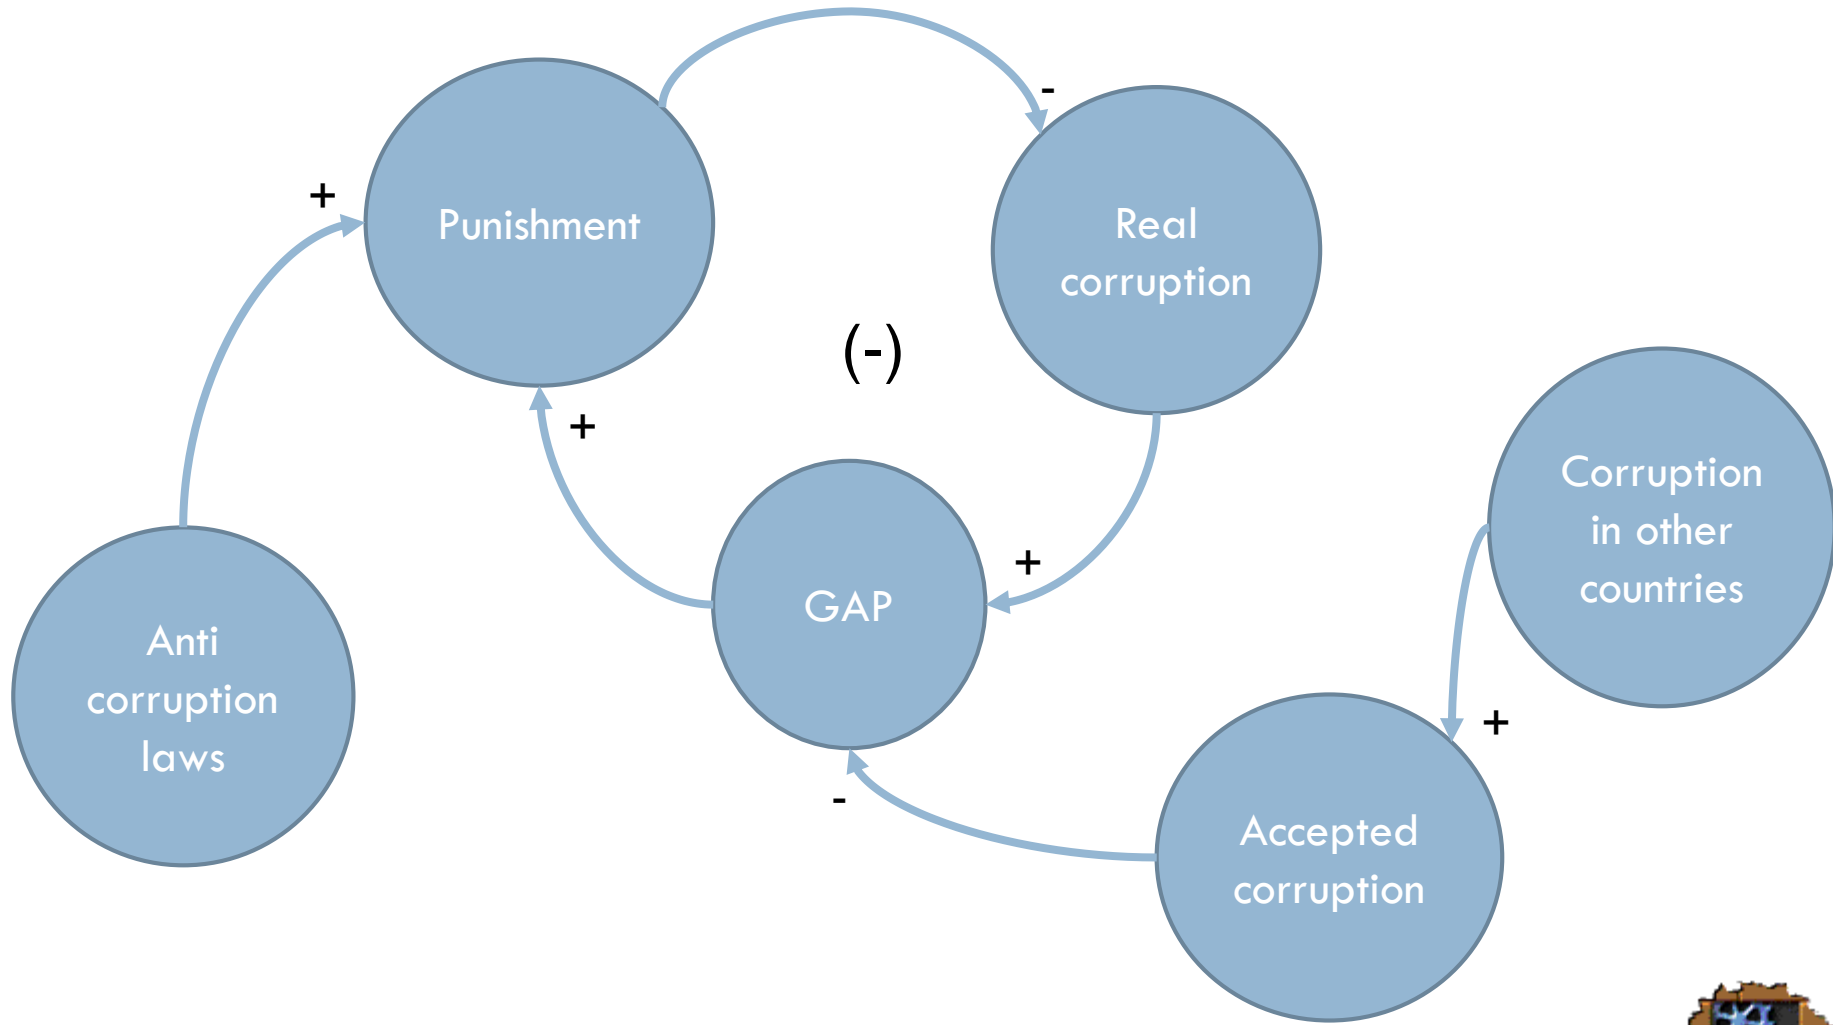 -
+
Punishment
Real
corruption
(-)
+
Corruption
in other
countries
+
GAP
Anti
corruption
laws
+
-
Accepted
corruption